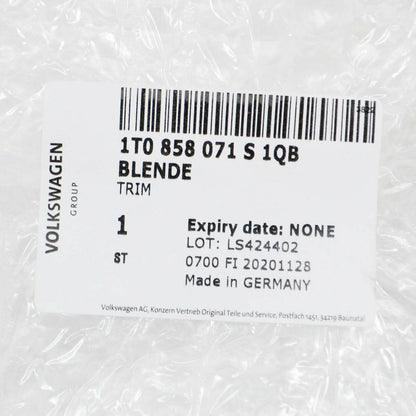 VOLKSWAGEN
GROUP
1T0 858 071 S 1QB
BLENDE
TRIM
1
ST
Expiry date: NONE
LOT: LS424402
0700 FI 20201128
Made in GERMANY
Volkswagen AG, Konzern Vertrieb Original Teile und Service, Postfach 1451, 34219 Baunatal